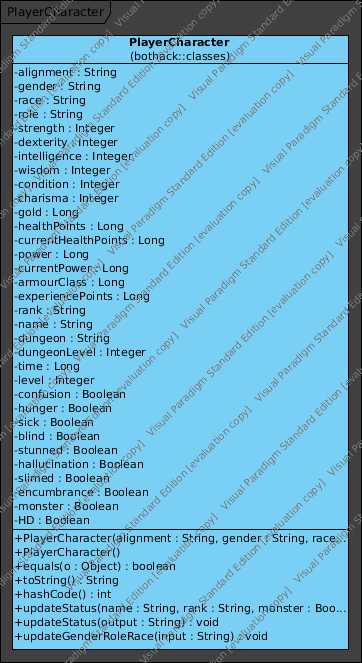 PlayerCharacter
PlayerCharacter
(bothack::classes)
-alignment : String
-gender : String
-race : String
-role : String
-strength : Integer
-dexterity : Integer
-intelligence : Integer
-wisdom : Integer
-condition : Integer
-charisma : Integer
-gold : Long
-healthPoints : Long
-currentHealthPoints : Long
-power : Long
-currentPower : Long
-armourClass : Long
-experiencePoints : Long
-rank : String
-name : String
-dungeon : String
-dungeonLevel : Integer
-time : Long
-level : Integer
-confusion : Boolean
-hunger : Boolean
-sick : Boolean
-blind : Boolean
-stunned : Boolean
-hallucination : Boolean
-slimed : Boolean
-encumbrance : Boolean
-monster : Boolean
-HD : Boolean
+PlayerCharacter(alignment : String, gender : String, race...
+PlayerCharacter()
+equals(o : Object) : boolean
+toString() : String
+hashCode() : int
+updateStatus(name : String, rank : String, monster : Boo...
+updateStatus(output : String) : void
+updateGenderRoleRace(input : String) : void
Visual Paradigm Standard Edition [evaluation copy]